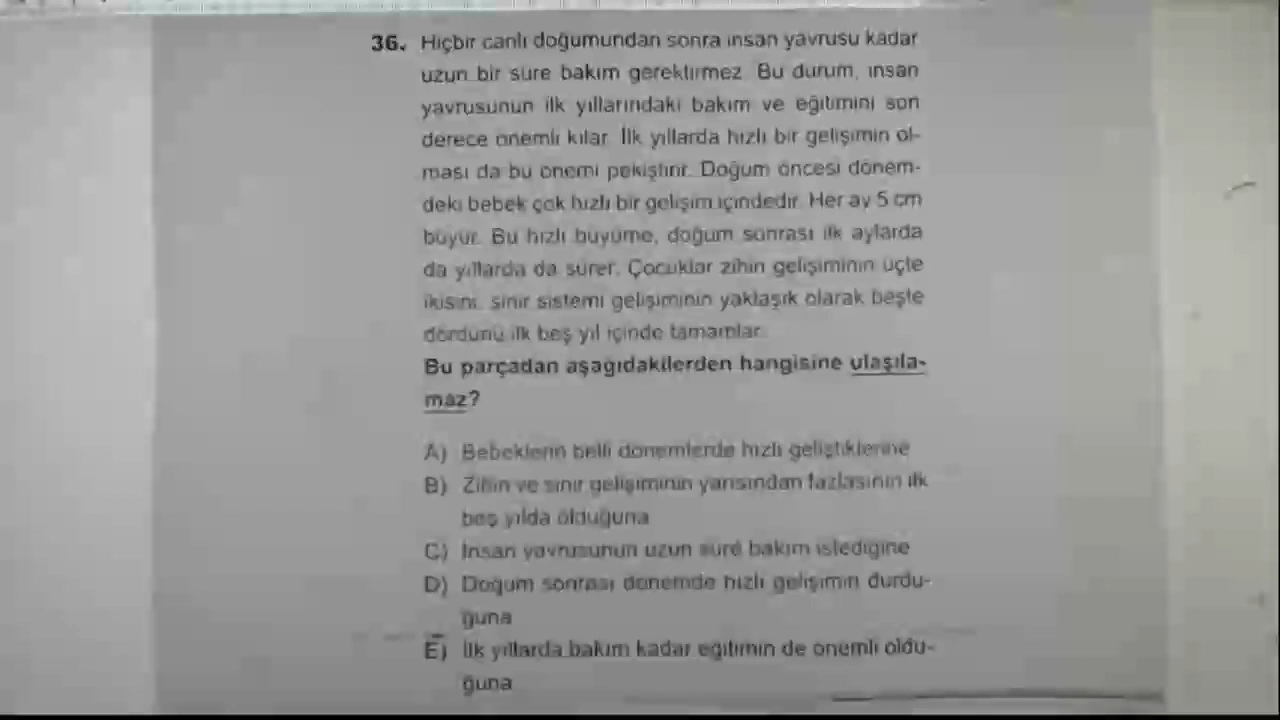 36. Hiçbir canlı doğumundan sonra insan yavrusu kadar
uzun bir süre bakım gerektirmez. Bu durum, insan
yavrusunun ilk yıllarındaki bakım ve eğitimini son
derece önemli kılar. İlk yıllarda hızlı bir gelişimin ol-
ması da bu önemi pekiştirir. Doğum öncesi dönem-
deki bebek çok hızlı bir gelişim içindedir. Her ay 5 cm
büyür. Bu hızlı büyüme, doğum sonrası ilk aylarda
da yıllarda da sürer. Çocuklar zihin gelişiminin üçte
ikisini, sinir sistemi gelişiminin yaklaşık olarak beşte
dördünü ilk beş yıl içinde tamamlar.
Bu parçadan aşağıdakilerden hangisine ulaşıla-
maz?
A) Bebeklerin belli dönemlerde hızlı geliştiklerine
B) Zihin ve sinir gelişiminin yarısından fazlasının ilk
beş yılda olduğuna
C) İnsan yavrusunun uzun süre bakım istediğine
D) Doğum sonrası dönemde hızlı gelişimin durdu-
ğuna
E) İlk yıllarda bakım kadar eğitimin de önemli oldu-
ğuna